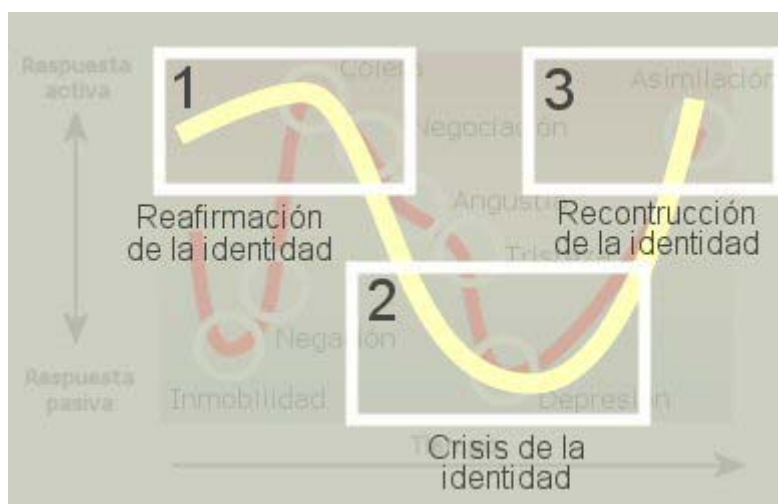 Respuesta
activa
1
Cólera
3
Asimilación
Negociación
Reafirmación
de la identidad
Angustia
Recontrucción
de la identidad
2
Negación
Respuesta
pasiva
Inmobilidad
Depresión
Crisis de la
identidad